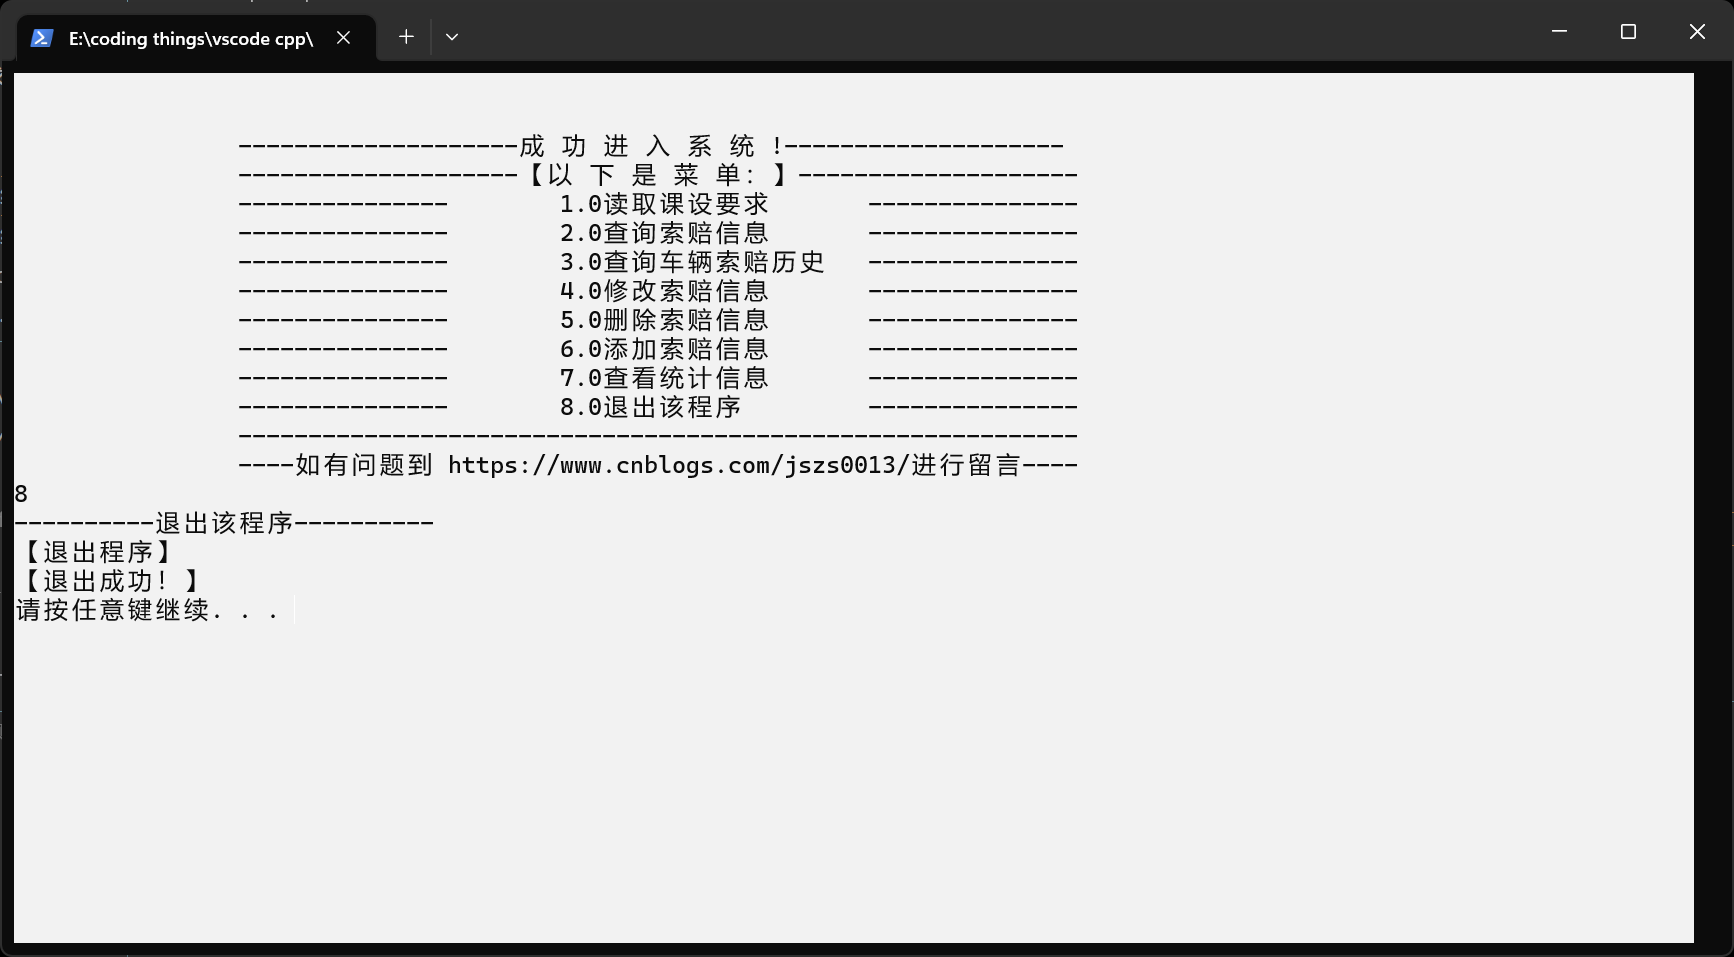 E:\coding things\vscode cpp\
--------------------成 功 进 入 系 统 !--------------------
--------------------【以 下 是 菜 单：】--------------------
---------------        1.0读取课设要求       ---------------
---------------        2.0查询索赔信息       ---------------
---------------        3.0查询车辆索赔历史   ---------------
---------------        4.0修改索赔信息       ---------------
---------------        5.0删除索赔信息       ---------------
---------------        6.0添加索赔信息       ---------------
---------------        7.0查看统计信息       ---------------
---------------        8.0退出该程序         ---------------
------------------------------------------------------------
----如有问题到 https://www.cnblogs.com/jszs0013/进行留言----
8
----------退出该程序----------
【退出程序】
【退出成功！】
请按任意键继续. . .